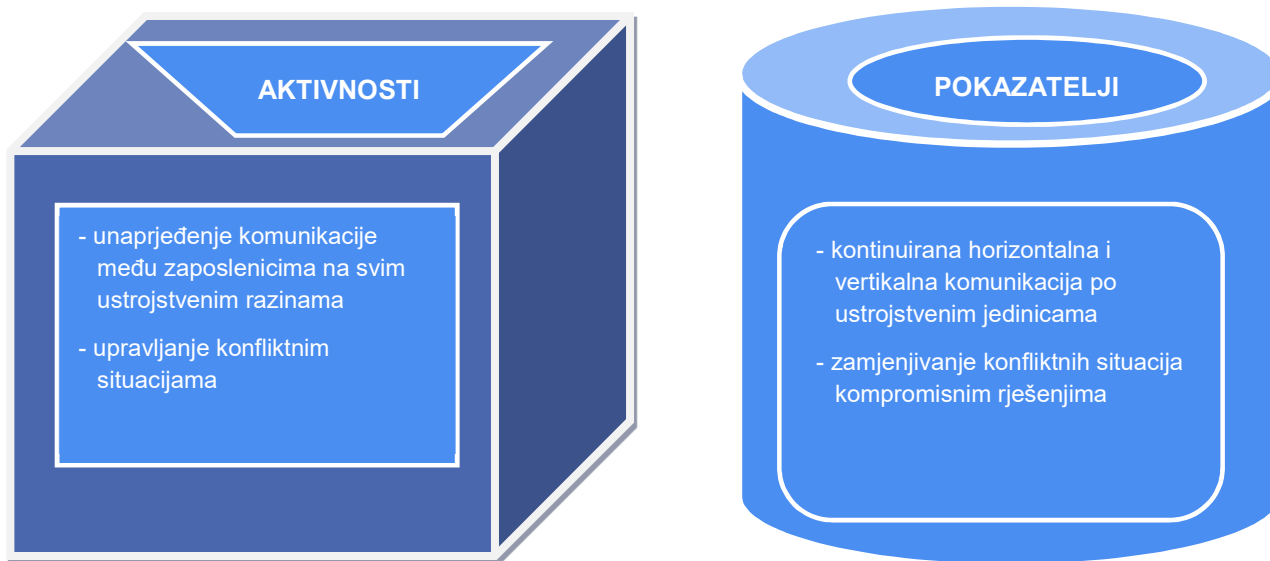 AKTIVNOSTI
- unaprjeđenje komunikacije
među zaposlenicima na svim
ustrojstvenim razinama
- upravljanje konfliktnim
situacijama
POKAZATELJI
- kontinuirana horizontalna i
vertikalna komunikacija po
ustrojstvenim jedinicama
- zamjenjivanje konfliktnih situacija
kompromisnim rješenjima